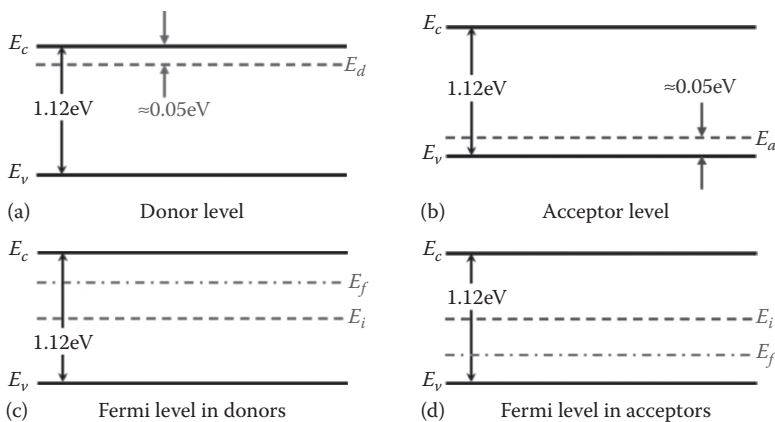 E_c
E_d
1.12eV
≈0.05eV
E_v
(a) Donor level
E_c
1.12eV
≈0.05eV
E_a
E_v
(b) Acceptor level
E_c
E_f
E_i
1.12eV
E_v
(c) Fermi level in donors
E_c
1.12eV
E_i
E_f
E_v
(d) Fermi level in acceptors